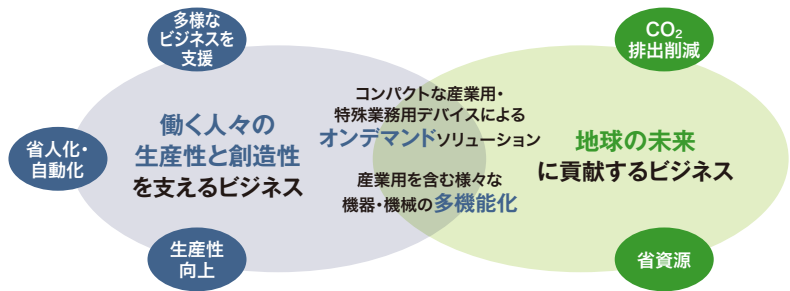 多様な
ビジネスを
支援
省人化・
自動化
生産性
向上
働く人々の
生産性と創造性
を支えるビジネス
コンパクトな産業用・
特殊業務用デバイスによる
オンデマンドソリューション
産業用を含む様々な
機器・機械の多機能化
地球の未来
に貢献するビジネス
CO₂
排出削減
省資源